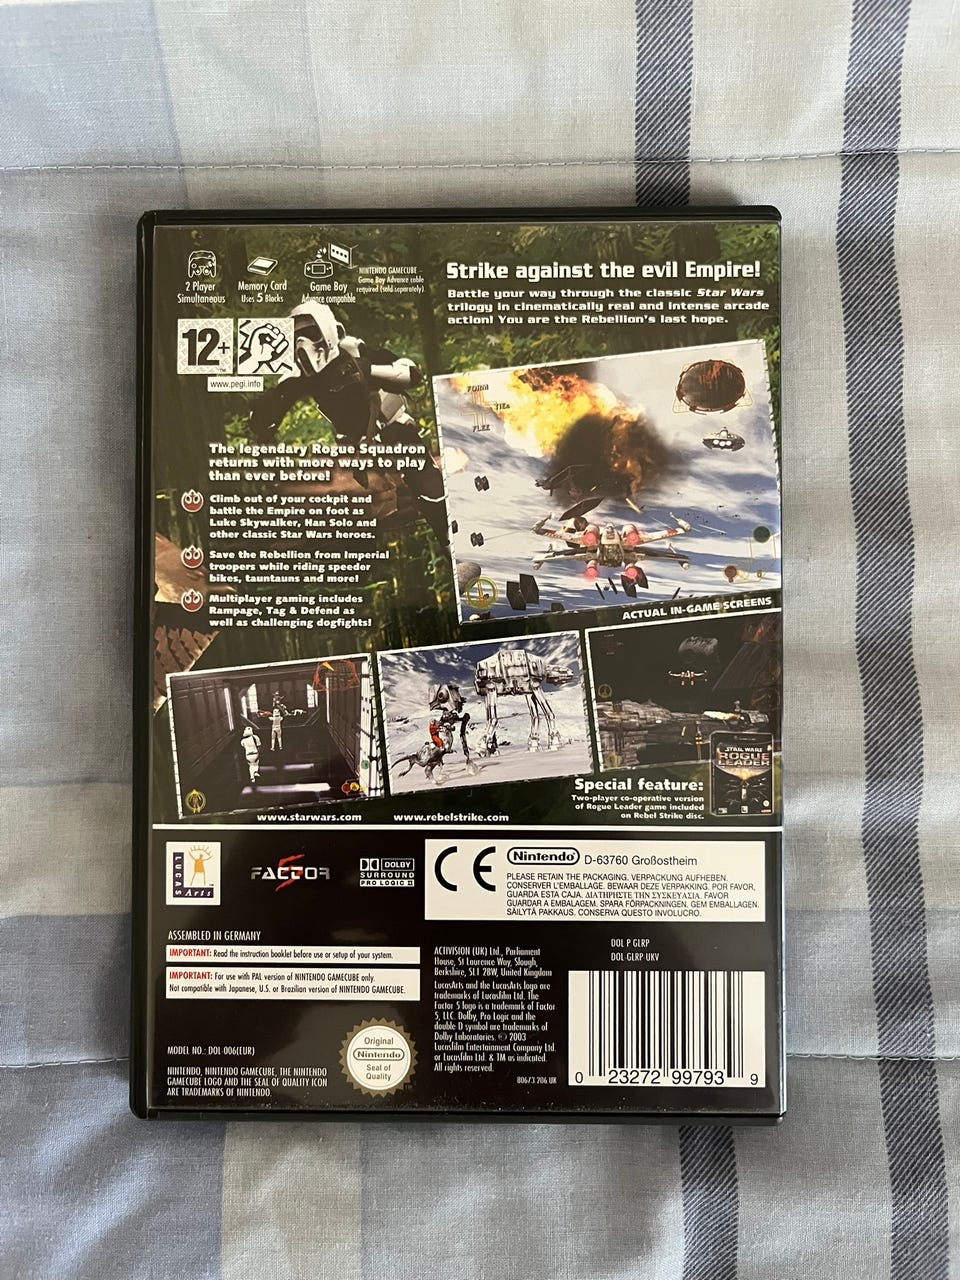 2 Player
Simultaneous
Memory Card
Uses 5 Blocks
Game Boy
Advance compatible
NINTENDO GAMECUBE –
Game Boy Advance cable
required (sold separately)
12+
www.pegi.info
Strike against the evil Empire!
Battle your way through the classic Star Wars
trilogy in cinematically real and intense arcade
action! You are the Rebellion's last hope.
FORM
TIEs
FLEE
The legendary Rogue Squadron
returns with more ways to play
than ever before!
Climb out of your cockpit and
battle the Empire on foot as
Luke Skywalker, Han Solo and
other classic Star Wars heroes.
Save the Rebellion from Imperial
troopers while riding speeder
bikes, tauntauns and more!
Multiplayer gaming includes
Rampage, Tag & Defend as
well as challenging dogfights!
ACTUAL IN-GAME SCREENS
STAR WARS
ROGUE
LEADER
Special feature:
Two-player co-operative version
of Rogue Leader game included
on Rebel Strike disc.
www.starwars.com
www.rebelstrike.com
LUCAS
Arts
FACTOR 5
DOLBY
SURROUND
PRO LOGIC II
CE
Nintendo
D-63760 Großostheim
PLEASE RETAIN THE PACKAGING. VERPACKUNG AUFHEBEN.
CONSERVER L'EMBALLAGE. BEWAAR DEZE VERPAKKING. POR FAVOR,
GUARDA ESTA CAJA. ΔΙΑΤΗΡΕΙΣΤΕ ΤΗΝ ΣΥΣΚΕΥΑΣΙΑ. FAVOR
GUARDAR A EMBALAGEM. SPARA FÖRPACKNINGEN. GEM EMBALLAGEN.
SÄILYTÄ PAKKAUS. CONSERVA QUESTO INVOLUCRO.
ASSEMBLED IN GERMANY
IMPORTANT: Read the instruction booklet before use or setup of your system.
IMPORTANT: For use with PAL version of NINTENDO GAMECUBE only.
Not compatible with Japanese, U.S. or Brazilian version of NINTENDO GAMECUBE.
MODEL NO.: DOL-006(EUR)
NINTENDO, NINTENDO GAMECUBE, THE NINTENDO
GAMECUBE LOGO AND THE SEAL OF QUALITY ICON
ARE TRADEMARKS OF NINTENDO.
Original
Nintendo
Seal of
Quality
ACTIVISION (UK) Ltd., Parliament
House, St Laurence Way, Slough,
Berkshire, SL1 2BW, United Kingdom
LucasArts and the LucasArts logo are
trademarks of Lucasfilm Ltd. The
Factor 5 logo is a trademark of Factor
5, LLC. Dolby, Pro Logic and the
double D symbol are trademarks of
Dolby Laboratories. © 2003
Lucasfilm Entertainment Company Ltd.
or Lucasfilm Ltd. & TM as indicated.
All rights reserved.
80673 206 UK
DOL P GLRP
DOL GLRP UKV
0 23272 99793 9